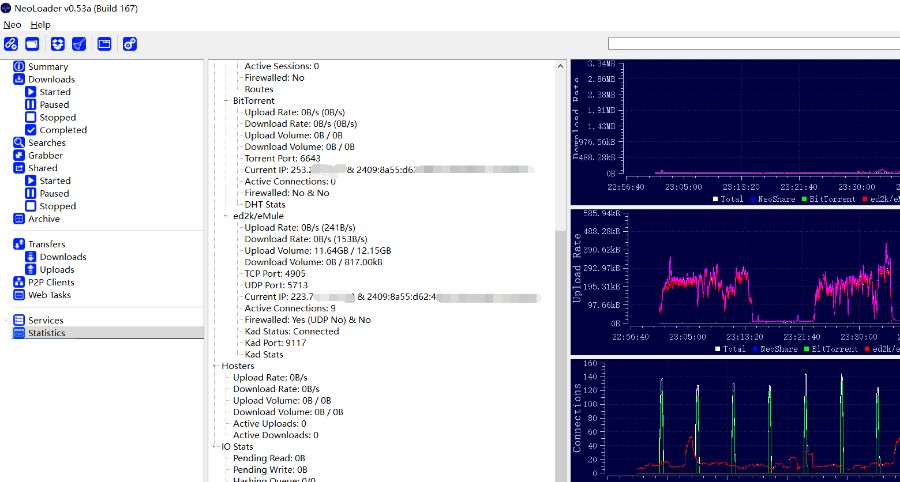 NeoLoader v0.53a (Build 167)
Neo Help
Summary
Downloads
Started
Paused
Stopped
Completed
Searches
Grabber
Shared
Started
Paused
Stopped
Archive
Transfers
Downloads
Uploads
P2P Clients
Web Tasks
Services
Statistics
Active Sessions: 0
Firewalled: No
Routes
BitTorrent
Upload Rate: 0B/s (0B/s)
Download Rate: 0B/s (0B/s)
Upload Volume: 0B / 0B
Download Volume: 0B / 0B
Torrent Port: 6643
Current IP: 253. & 2409:8a55:d62
Active Connections: 0
Firewalled: No & No
DHT Stats
ed2k/eMule
Upload Rate: 0B/s (241B/s)
Download Rate: 0B/s (153B/s)
Upload Volume: 11.64GB / 12.15GB
Download Volume: 0B / 817.00kB
TCP Port: 4905
UDP Port: 5713
Current IP: 223. & 2409:8a55:d62:4
Active Connections: 9
Firewalled: Yes (UDP No) & No
Kad Status: Connected
Kad Port: 9117
Kad Stats
Hosters
Upload Rate: 0B/s
Download Rate: 0B/s
Upload Volume: 0B / 0B
Download Volume: 0B / 0B
Active Uploads: 0
Active Downloads: 0
IO Stats
Pending Read: 0B
Pending Write: 0B
Hashing Queue: 0/0
Download Rate
3.34MB
2.86MB
2.38MB
1.91MB
1.43MB
976.56kB
488.28kB
0B
22:56:40 23:05:00 23:13:20 23:21:40 23:30:00
Total NeoShare BitTorrent ed2k/eM
Upload Rate
585.94kB
488.28kB
390.62kB
292.97kB
195.31kB
97.66kB
0B
22:56:40 23:05:00 23:13:20 23:21:40 23:30:00
Total NeoShare BitTorrent ed2k/eM
Connections
160
140
120
100
80
60
40
20
0